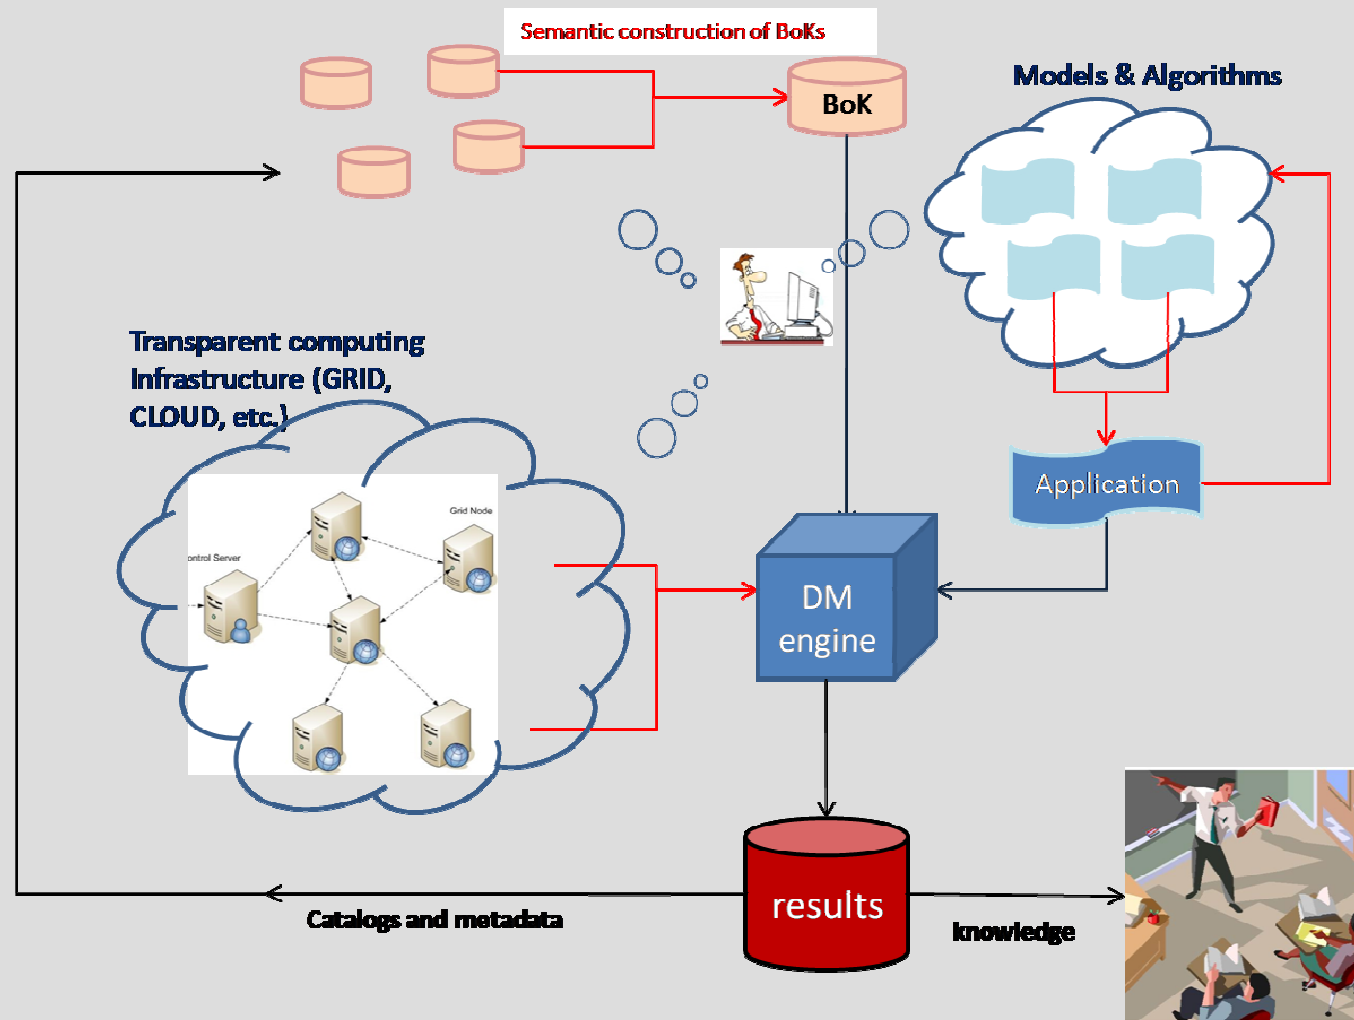 Semantic construction of BoKs
BoK
Models & Algorithms
Transparent computing
Infrastructure (GRID,
CLOUD, etc.)
Application
Grid Node
ontrol Server
DM
engine
results
Catalogs and metadata
knowledge